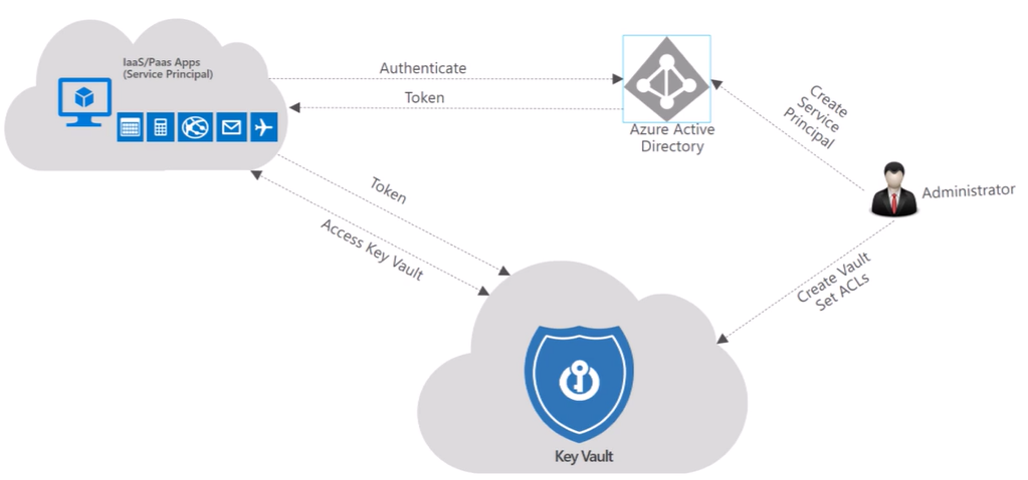 IaaS/Paas Apps
(Service Principal)
Authenticate
Token
Azure Active
Directory
Create
Service
Principal
Administrator
Token
Access Key Vault
Create Vault
Set ACLs
Key Vault